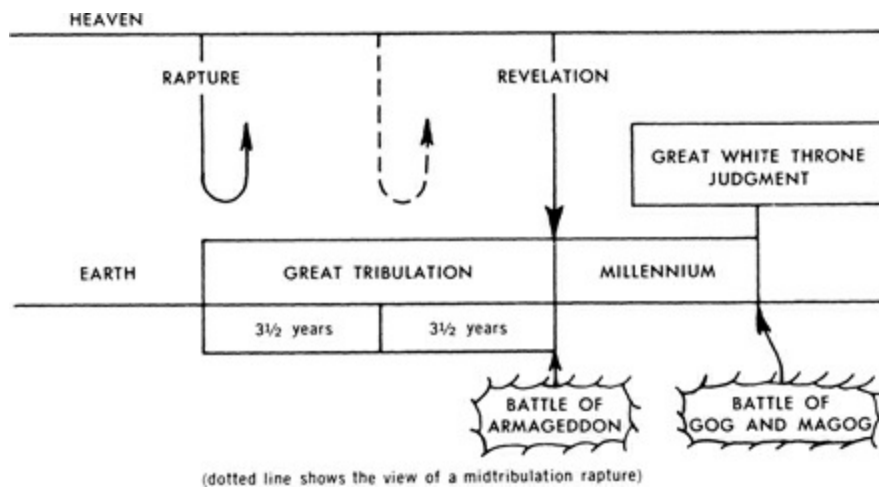 HEAVEN
RAPTURE
REVELATION
GREAT WHITE THRONE
JUDGMENT
EARTH
GREAT TRIBULATION
MILLENNIUM
3½ years
3½ years
BATTLE OF
ARMAGEDDON
BATTLE OF
GOG AND MAGOG
(dotted line shows the view of a midtribulation rapture)